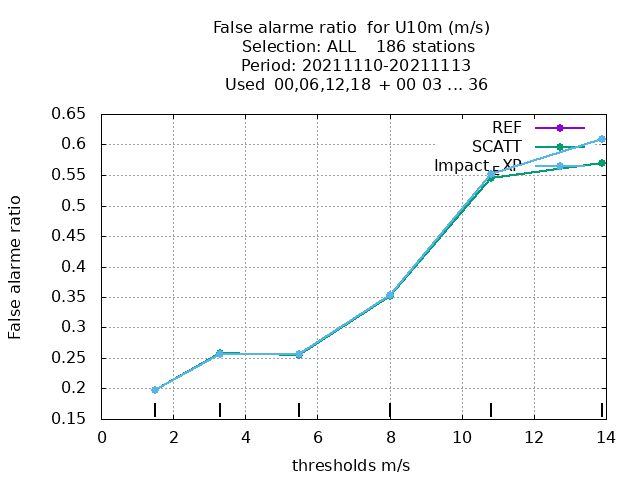 False alarme ratio for U10m (m/s)
Selection: ALL 186 stations
Period: 20211110-20211113
Used 00,06,12,18 + 00 03 ... 36
0.65
0.6
0.55
0.5
0.45
0.4
0.35
0.3
0.25
0.2
0.15
False alarme ratio
REF
SCATT
Impact_EXP
0 2 4 6 8 10 12 14
thresholds m/s